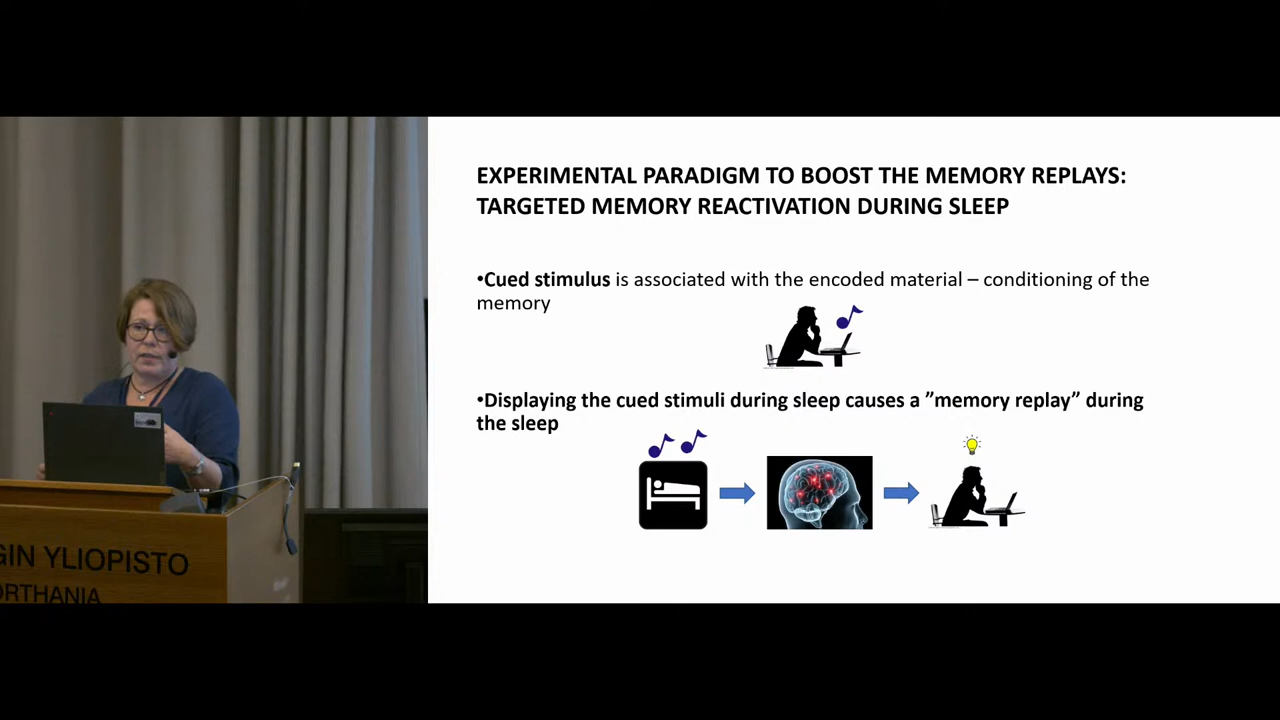 EXPERIMENTAL PARADIGM TO BOOST THE MEMORY REPLAYS:
TARGETED MEMORY REACTIVATION DURING SLEEP
•Cued stimulus is associated with the encoded material – conditioning of the
memory
•Displaying the cued stimuli during sleep causes a ”memory replay” during
the sleep
GIN YLIOPISTO
ORTHANIA